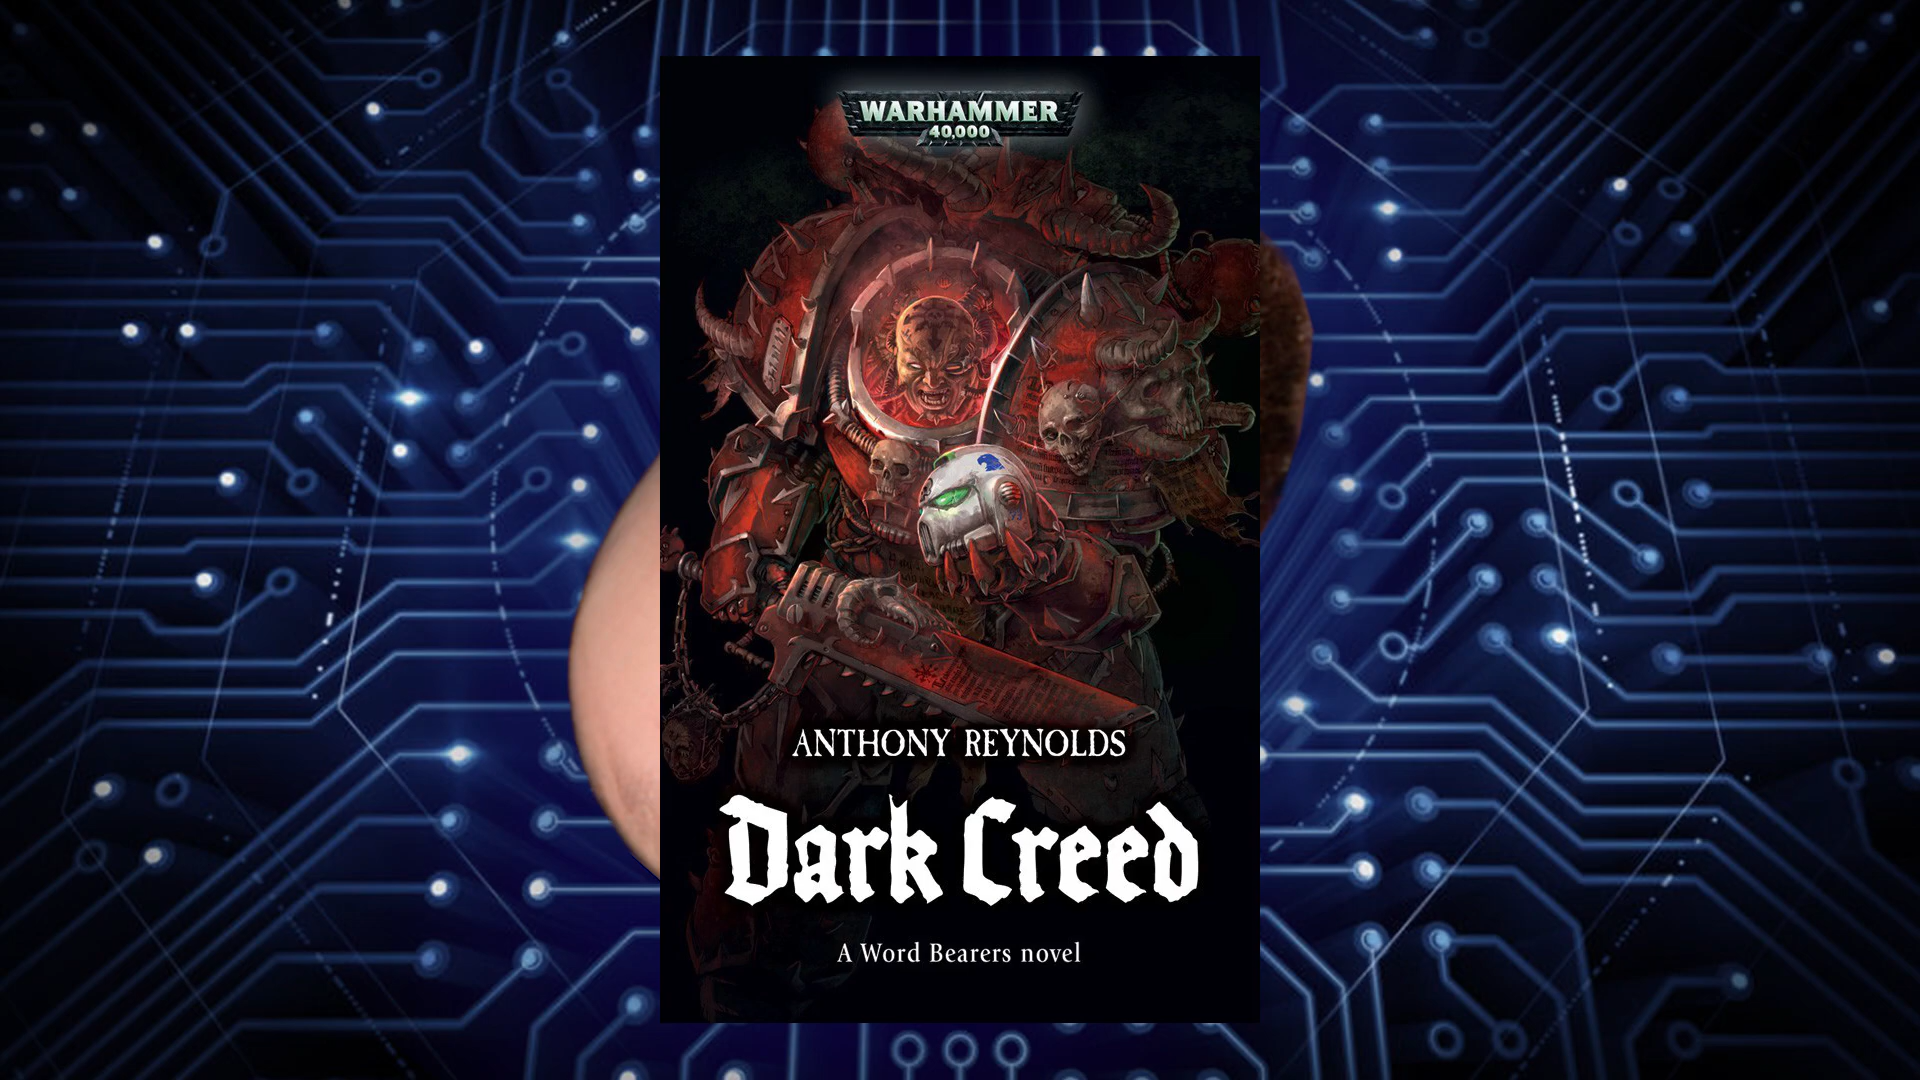 WARHAMMER
40,000
ANTHONY REYNOLDS
Dark Creed
A Word Bearers novel